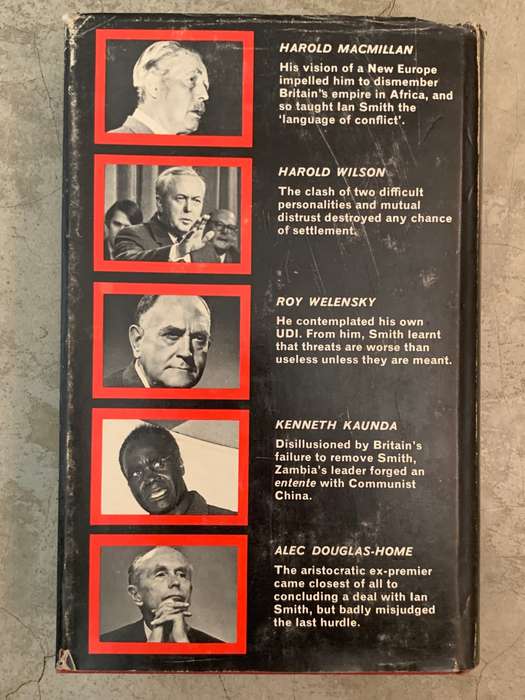 HAROLD MACMILLAN
His vision of a New Europe
impelled him to dismember
Britain's empire in Africa, and
so taught Ian Smith the
'language of conflict'.
HAROLD WILSON
The clash of two difficult
personalities and mutual
distrust destroyed any chance
of settlement.
ROY WELENSKY
He contemplated his own
UDI. From him, Smith learnt
that threats are worse than
useless unless they are meant.
KENNETH KAUNDA
Disillusioned by Britain's
failure to remove Smith,
Zambia's leader forged an
entente with Communist
China.
ALEC DOUGLAS-HOME
The aristocratic ex-premier
came closest of all to
concluding a deal with Ian
Smith, but badly misjudged
the last hurdle.